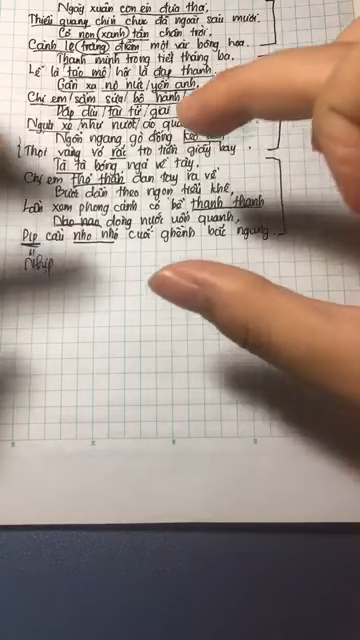 Ngày xuân con én đưa thoi,
Thiều quang chín chục đã ngoài sáu mươi.
Cỏ non (xanh) tận chân trời.
Cành lê (trắng) điểm một vài bông hoa.
Thanh minh trong tiết tháng ba.
Lễ là tảo mộ, hội là đạp thanh.
Gần xa nô nức / yến anh,
Chị em / sắm sửa / bộ hành
Dập dìu / tài tử / giai
Ngựa xe / như nước / áo quần
Ngổn ngang gò đống kéo
Thoi vàng vó rắc tro tiền giấy bay.
Tà tà bóng ngả về tây,
Chị em thơ thẩn dan tay ra về
Bước dần theo ngọn tiểu khê,
Lần xem phong cảnh có bề thanh thanh
Nao nao dòng nước uốn quanh,
Dịp cầu nho nhỏ cuối ghềnh bắc ngang.
Nhịp